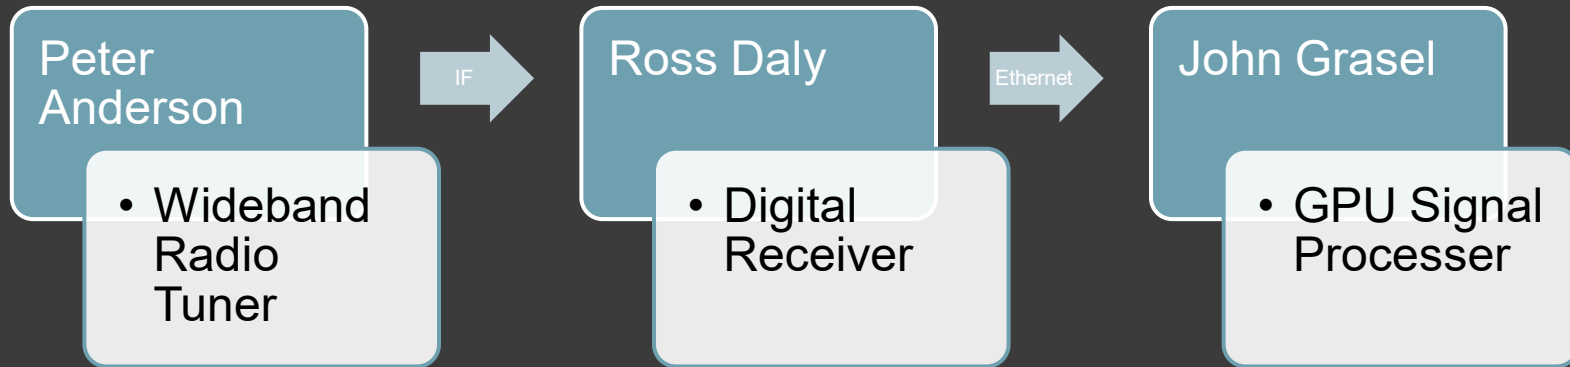 Peter
Anderson
• Wideband
Radio
Tuner
IF
Ross Daly
• Digital
Receiver
Ethernet
John Grasel
• GPU Signal
Processer